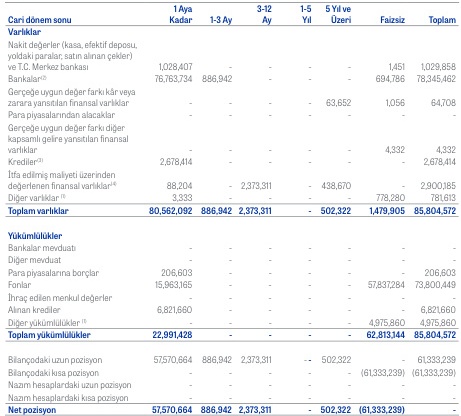 Cari dönem sonu 1 Aya Kadar 1-3 Ay 3-12 Ay 1-5 Yıl 5 Yıl ve Üzeri Faizsiz Toplam
Varlıklar
Nakit değerler (kasa, efektif deposu,
yoldaki paralar, satın alınan çekler)
ve T.C. Merkez bankası 1,028,407 - - - - 1,451 1,029,858
Bankalar(2) 76,763,734 886,942 - - - 694,786 78,345,462
Gerçeğe uygun değer farkı kâr veya
zarara yansıtılan finansal varlıklar - - - - 63,652 1,056 64,708
Para piyasalarından alacaklar - - - - - - -
Gerçeğe uygun değer farkı diğer
kapsamlı gelire yansıtılan finansal
varlıklar - - - - - 4,332 4,332
Krediler(3) 2,678,414 - - - - - 2,678,414
İtfa edilmiş maliyeti üzerinden
değerlenen finansal varlıklar(4) 88,204 - 2,373,311 - 438,670 - 2,900,185
Diğer varlıklar (1) 3,333 - - - - 778,280 781,613
Toplam varlıklar 80,562,092 886,942 2,373,311 - 502,322 1,479,905 85,804,572
Yükümlülükler
Bankalar mevduatı - - - - - - -
Diğer mevduat - - - - - - -
Para piyasalarına borçlar 206,603 - - - - - 206,603
Fonlar 15,963,165 - - - - 57,837,284 73,800,449
İhraç edilen menkul değerler - - - - - - -
Alınan krediler 6,821,660 - - - - - 6,821,660
Diğer yükümlülükler (1) - - - - - 4,975,860 4,975,860
Toplam yükümlülükler 22,991,428 - - - - 62,813,144 85,804,572
Bilançodaki uzun pozisyon 57,570,664 886,942 2,373,311 - - 502,322 - 61,333,239
Bilançodaki kısa pozisyon - - - - - (61,333,239) (61,333,239)
Nazım hesaplardaki uzun pozisyon - - - - - - -
Nazım hesaplardaki kısa pozisyon - - - - - - -
Net pozisyon 57,570,664 886,942 2,373,311 - 502,322 (61,333,239) -